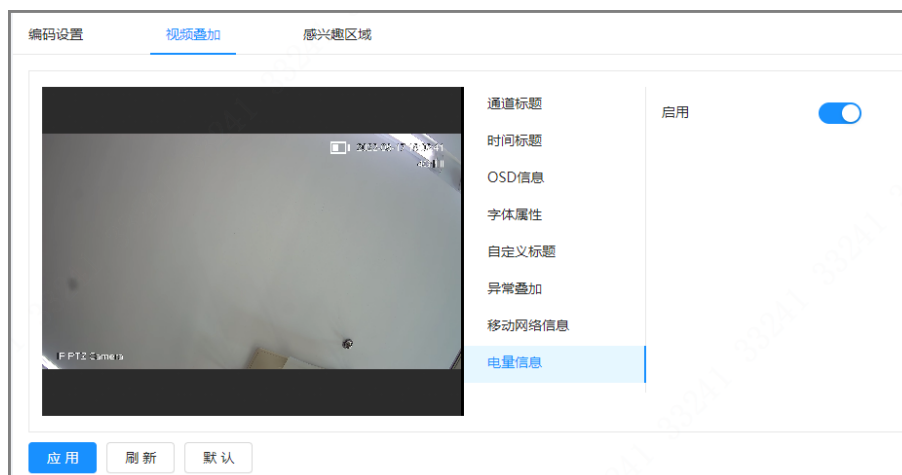 编码设置
视频叠加
感兴趣区域
通道标题
启用
时间标题
OSD信息
字体属性
自定义标题
异常叠加
移动网络信息
IR PTZ Camera
电量信息
应用
刷新
默认